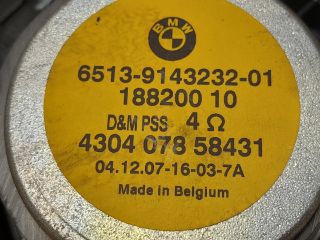 BMW
6513-9143232-01
188200 10
D&M PSS 4 Ω
4304 078 58431
04.12.07-16-03-7A
Made in Belgium